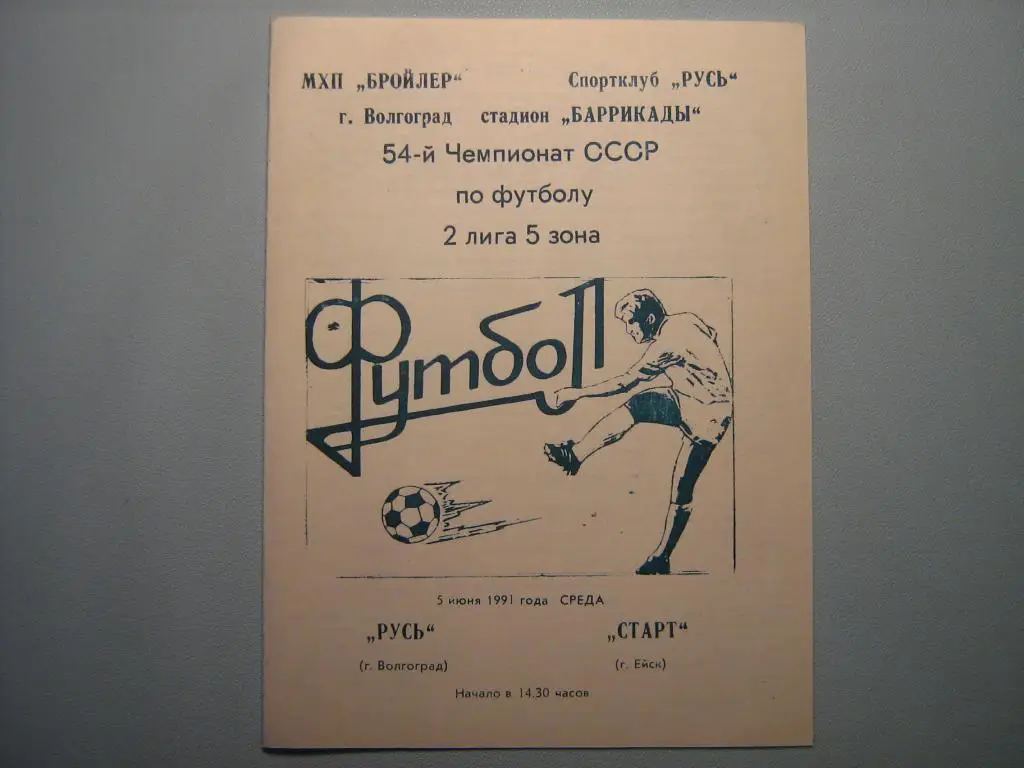 МХП „БРОЙЛЕР“ Спортклуб „РУСЬ“
г. Волгоград стадион „БАРРИКАДЫ“
54-й Чемпионат СССР
по футболу
2 лига 5 зона
Футбол
5 июня 1991 года СРЕДА
„РУСЬ“ „СТАРТ“
(г. Волгоград) (г. Ейск)
Начало в 14.30 часов